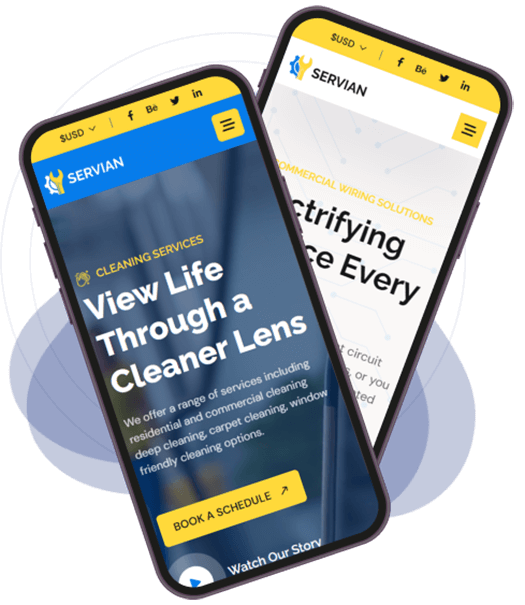 $USD
Bē
SERVIAN
CLEANING SERVICES
View Life
Through a
Cleaner Lens
We offer a range of services including
residential and commercial cleaning
deep cleaning, carpet cleaning, window
friendly cleaning options.
BOOK A SCHEDULE
Watch Our Story
$USD
Bē
SERVIAN
COMMERCIAL WIRING SOLUTIONS
ctrifying
ce Every
circuit
or you